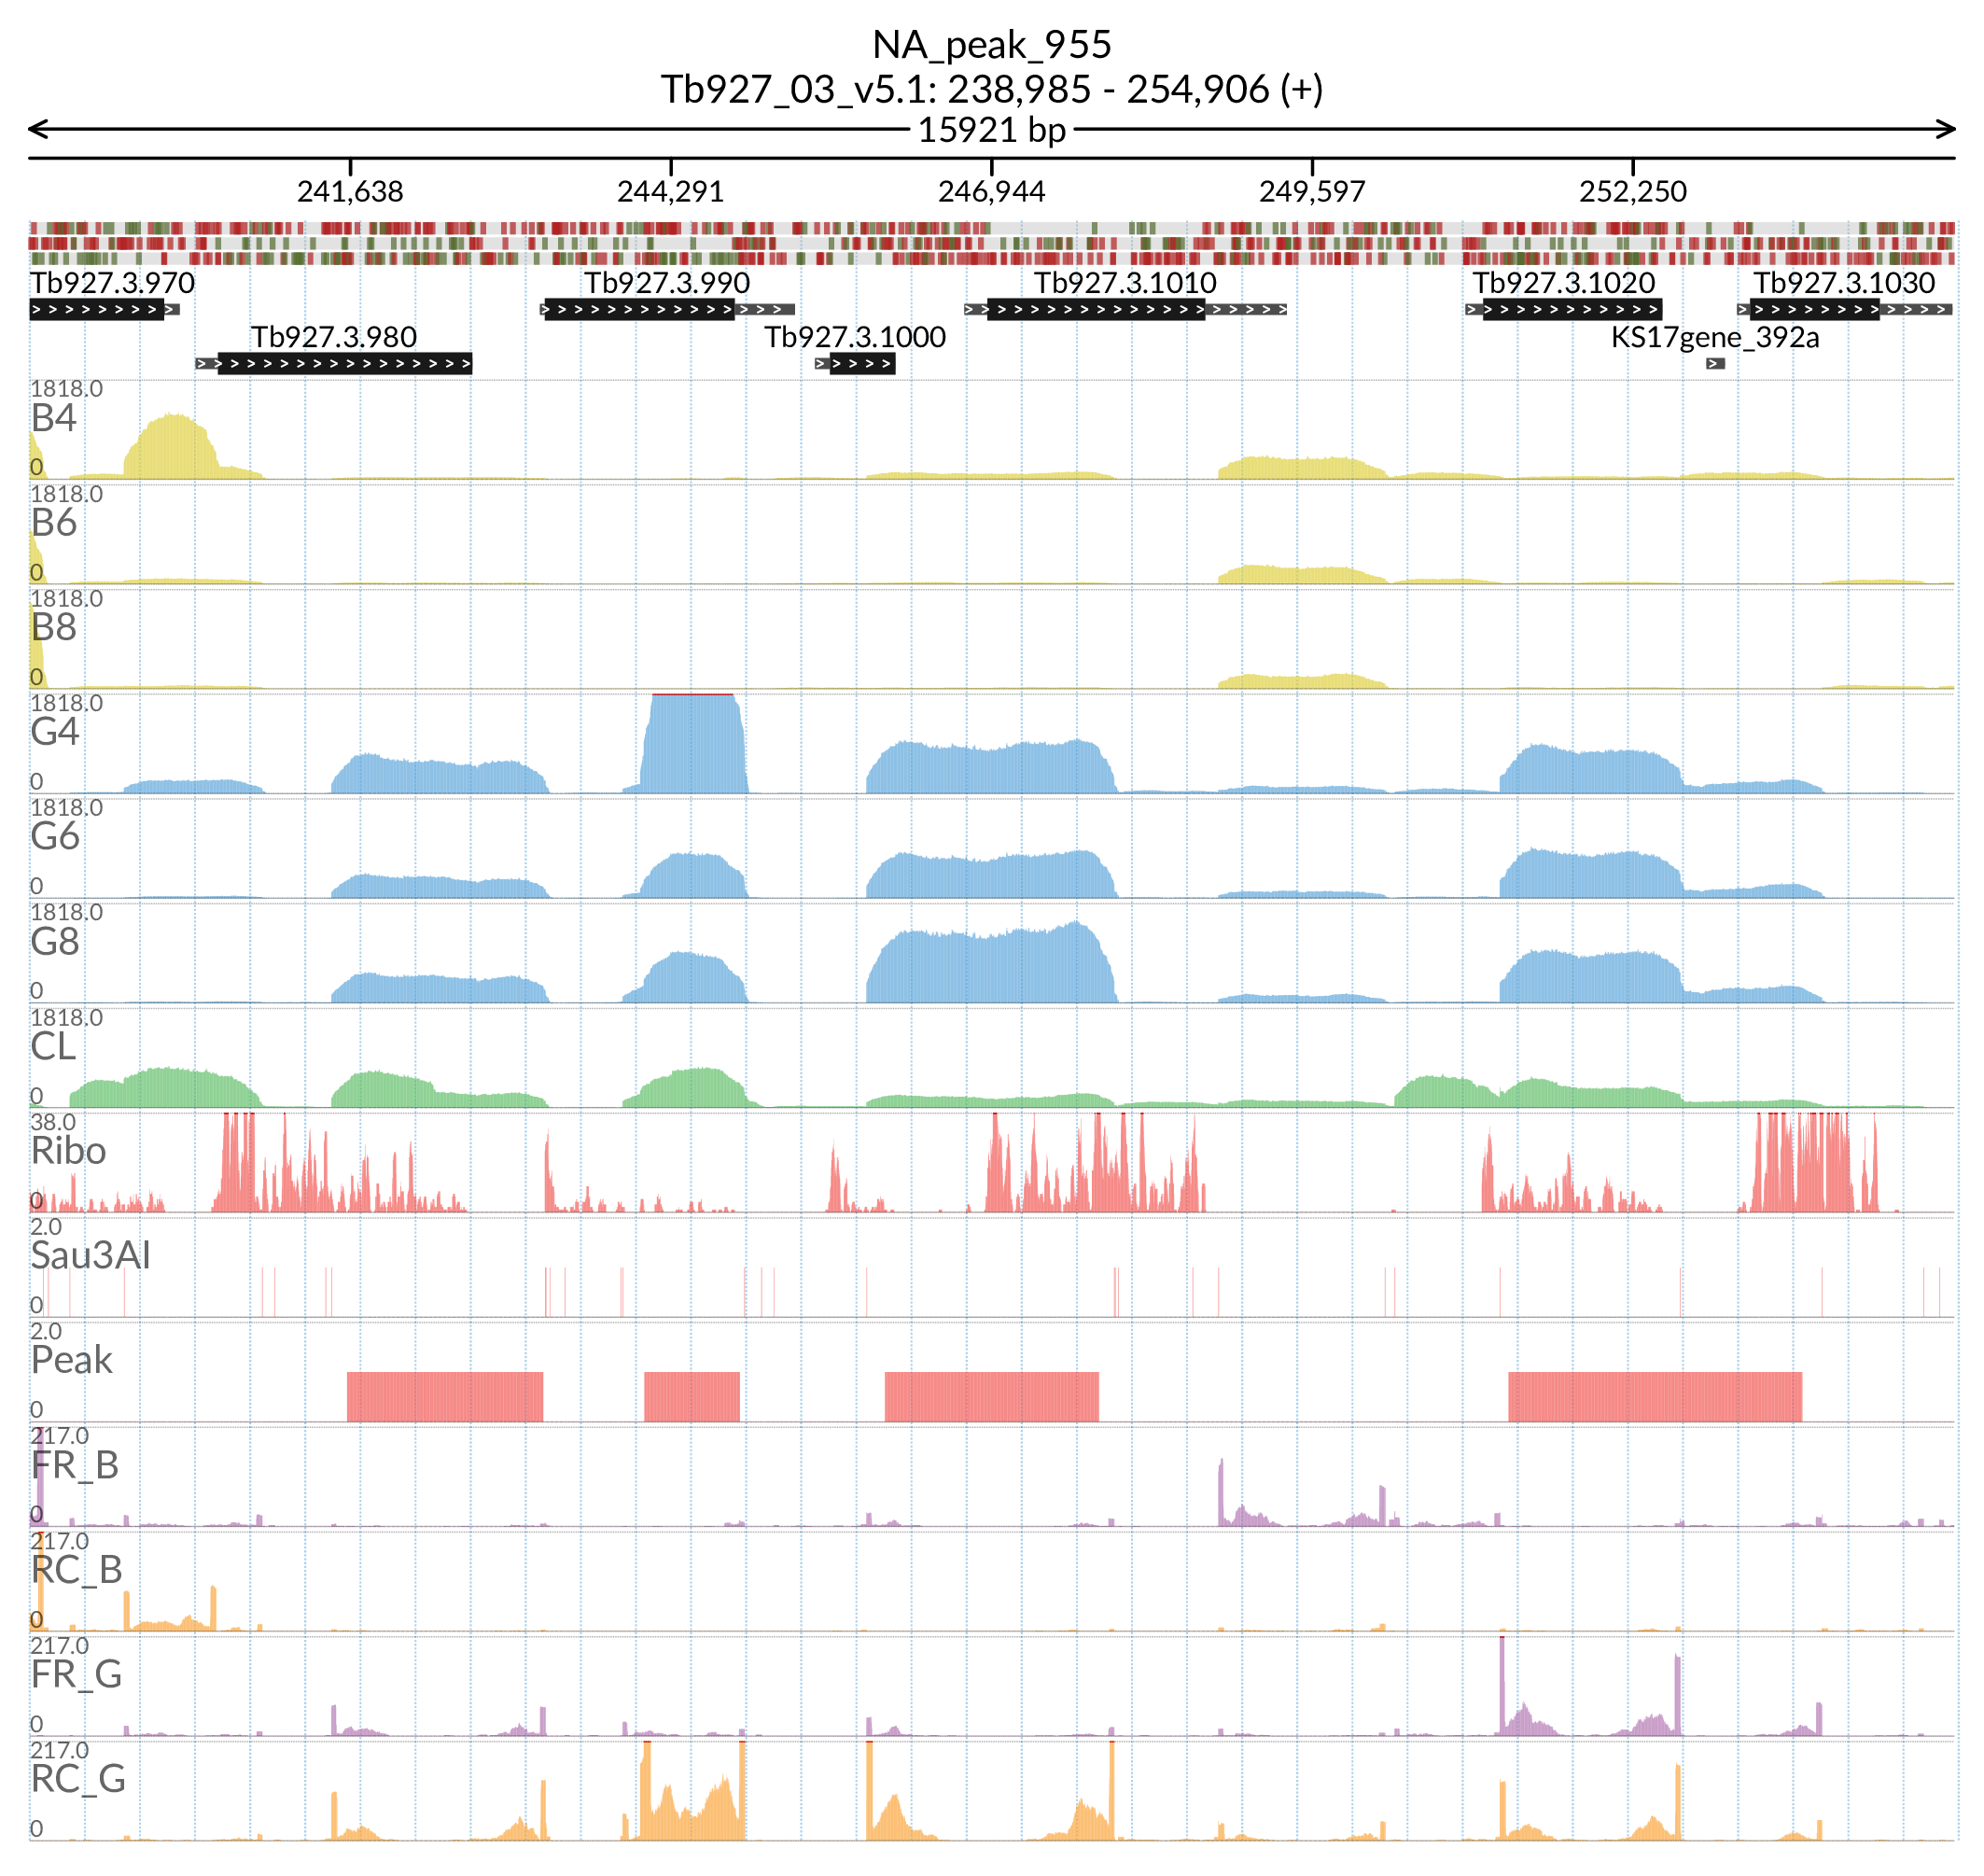 NA_peak_955
Tb927_03_v5.1: 238,985 - 254,906 (+)
15921 bp
241,638 244,291 246,944 249,597 252,250
Tb927.3.970 Tb927.3.990 Tb927.3.1010 Tb927.3.1020 Tb927.3.1030
Tb927.3.980 Tb927.3.1000 KS17gene_392a
1818.0
B4
0
1818.0
B6
0
1818.0
B8
0
1818.0
G4
0
1818.0
G6
0
1818.0
G8
0
1818.0
CL
0
38.0
Ribo
0
2.0
Sau3AI
0
2.0
Peak
0
217.0
FR_B
0
217.0
RC_B
0
217.0
FR_G
0
217.0
RC_G
0